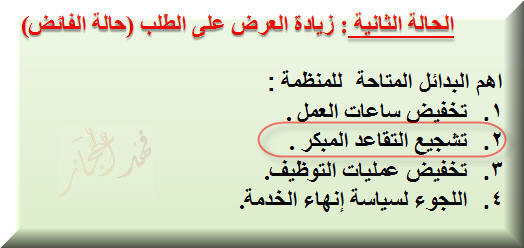 الحالة الثانية : زيادة العرض على الطلب (حالة الفائض)
اهم البدائل المتاحة للمنظمة :
١. تخفيض ساعات العمل .
٢. تشجيع التقاعد المبكر .
٣. تخفيض عمليات التوظيف.
٤. اللجوء لسياسة إنهاء الخدمة.